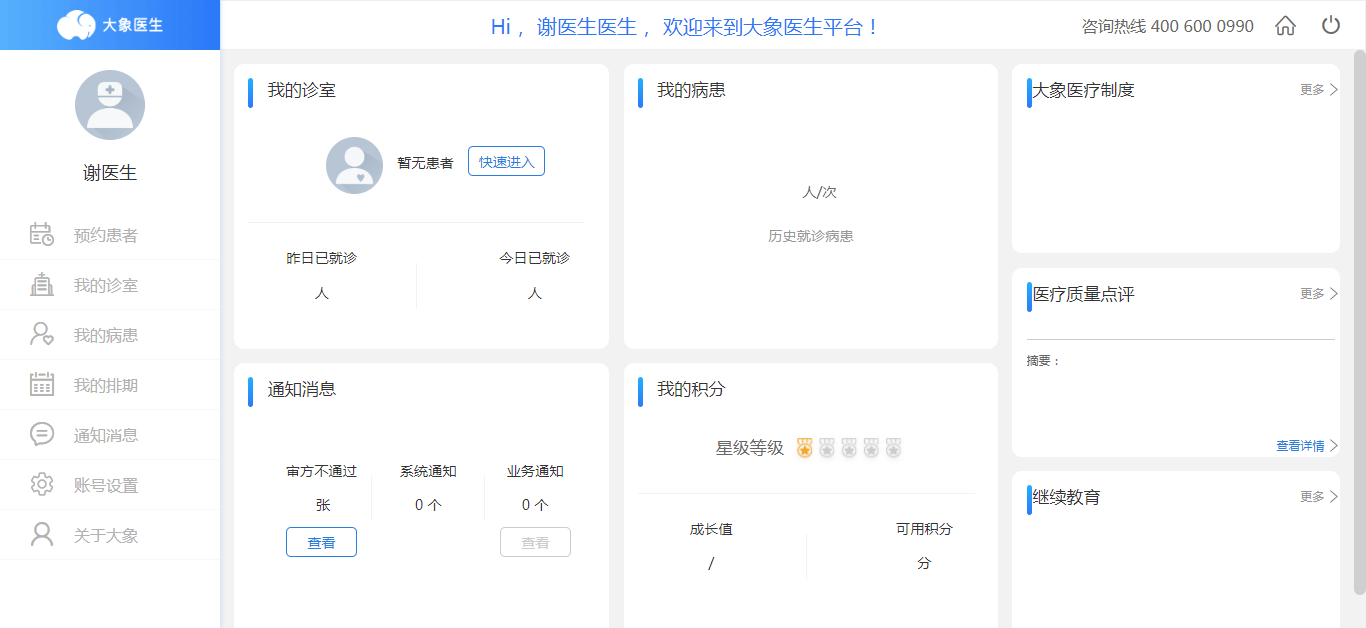 大象医生
Hi ， 谢医生医生 ， 欢迎来到大象医生平台！
咨询热线 400 600 0990
谢医生
预约患者
我的诊室
我的病患
我的排期
通知消息
账号设置
关于大象
我的诊室
暂无患者
快速进入
昨日已就诊
今日已就诊
人
人
我的病患
人/次
历史就诊病患
大象医疗制度
更多
医疗质量点评
更多
摘要：
查看详情
通知消息
审方不通过
系统通知
业务通知
张
0 个
0 个
查看
查看
我的积分
星级等级
成长值
可用积分
/
分
继续教育
更多